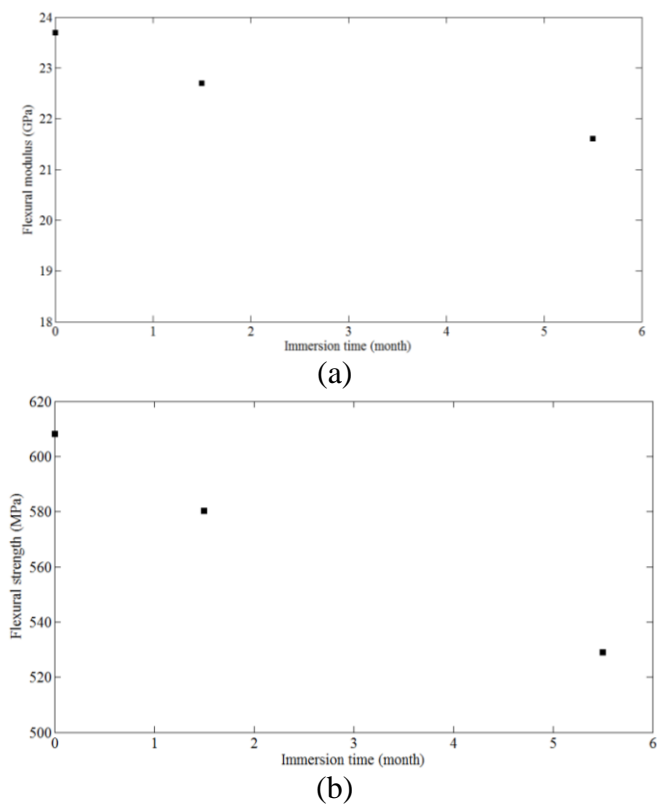 24
23
22
21
20
19
18
Flexural modulus (GPa)
0 1 2 3 4 5 6
Immersion time (month)
(a)
620
600
580
560
540
520
500
Flexural strength (MPa)
0 1 2 3 4 5 6
Immersion time (month)
(b)